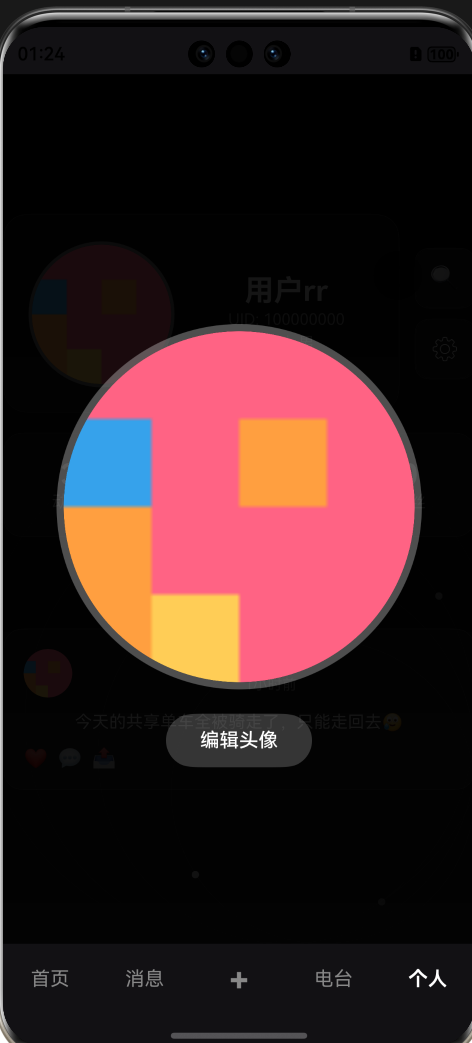 01:24
100
用户rr
UID: 100000000
今天的共享单车全被骑走了，只能走回去
编辑头像
首页
消息
+
电台
个人